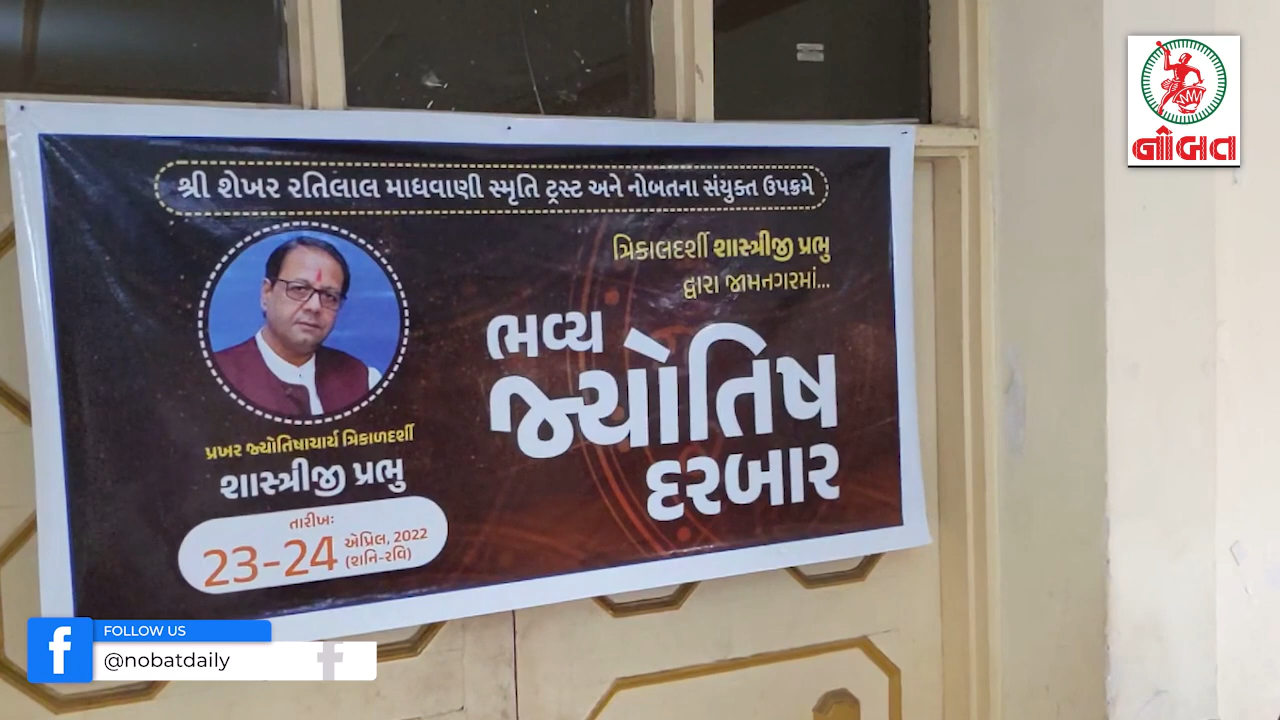 શ્રી શેખર રતિલાલ માધવાણી સ્મૃતિ ટ્રસ્ટ અને નોબતના સંયુક્ત ઉપક્રમે
ત્રિકાલદર્શી શાસ્ત્રીજી પ્રભુ
દ્વારા જામનગરમાં...
ભવ્ય
જ્યોતિષ
દરબાર
પ્રખર જ્યોતિષાચાર્ય ત્રિકાળદર્શી
શાસ્ત્રીજી પ્રભુ
તારીખઃ
23-24 એપ્રિલ, 2022
(શનિ-રવિ)
નોબત
FOLLOW US
@nobatdaily